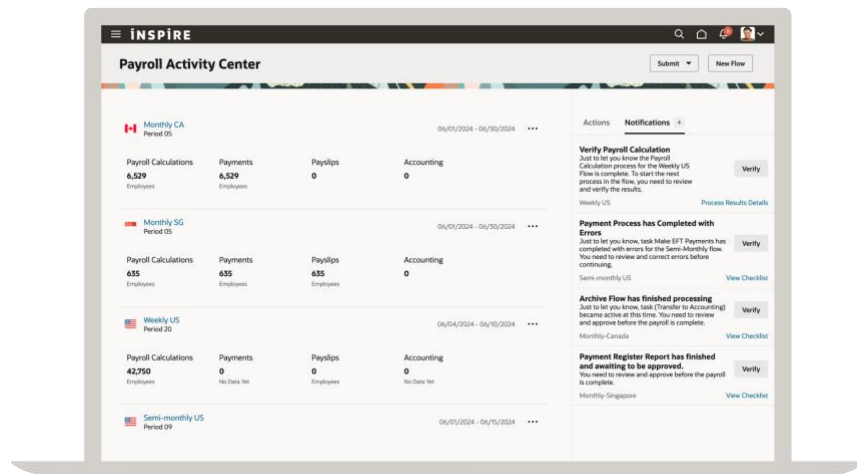 INSPIRE
Payroll Activity Center
Submit
New Flow
Monthly CA
Period 05
06/01/2024 - 06/30/2024
Payroll Calculations
Payments
Payslips
Accounting
6,529
6,529
0
0
Employees
Employees
Monthly SG
Period 05
06/01/2024 - 06/30/2024
Payroll Calculations
Payments
Payslips
Accounting
635
635
635
0
Employees
Employees
Employees
Weekly US
Period 20
06/04/2024 - 06/10/2024
Payroll Calculations
Payments
Payslips
Accounting
42,750
0
0
0
Employees
No Data Yet
Employees
No Data Yet
Semi-monthly US
Period 09
06/01/2024 - 06/15/2024
Actions
Notifications
4
Verify Payroll Calculation
Just to let you know the Payroll
Calculation process for the Weekly US
Flow is complete. To start the next
process in the flow, you need to review
and verify the results.
Verify
Weekly US
Process Results Details
Payment Process has Completed with
Errors
Just to let you know, task Make EFT Payments has
completed with errors for the Semi-Monthly flow.
You need to review and correct errors before
continuing.
Verify
Semi-monthly US
View Checklist
Archive Flow has finished processing
Just to let you know, task (Transfer to Accounting)
became active at this time. You need to review
and approve before the payroll is complete.
Verify
Monthly-Canada
View Checklist
Payment Register Report has finished
and awaiting to be approved.
You need to review and approve before the payroll
is complete.
Verify
Monthly-Singapore
View Checklist